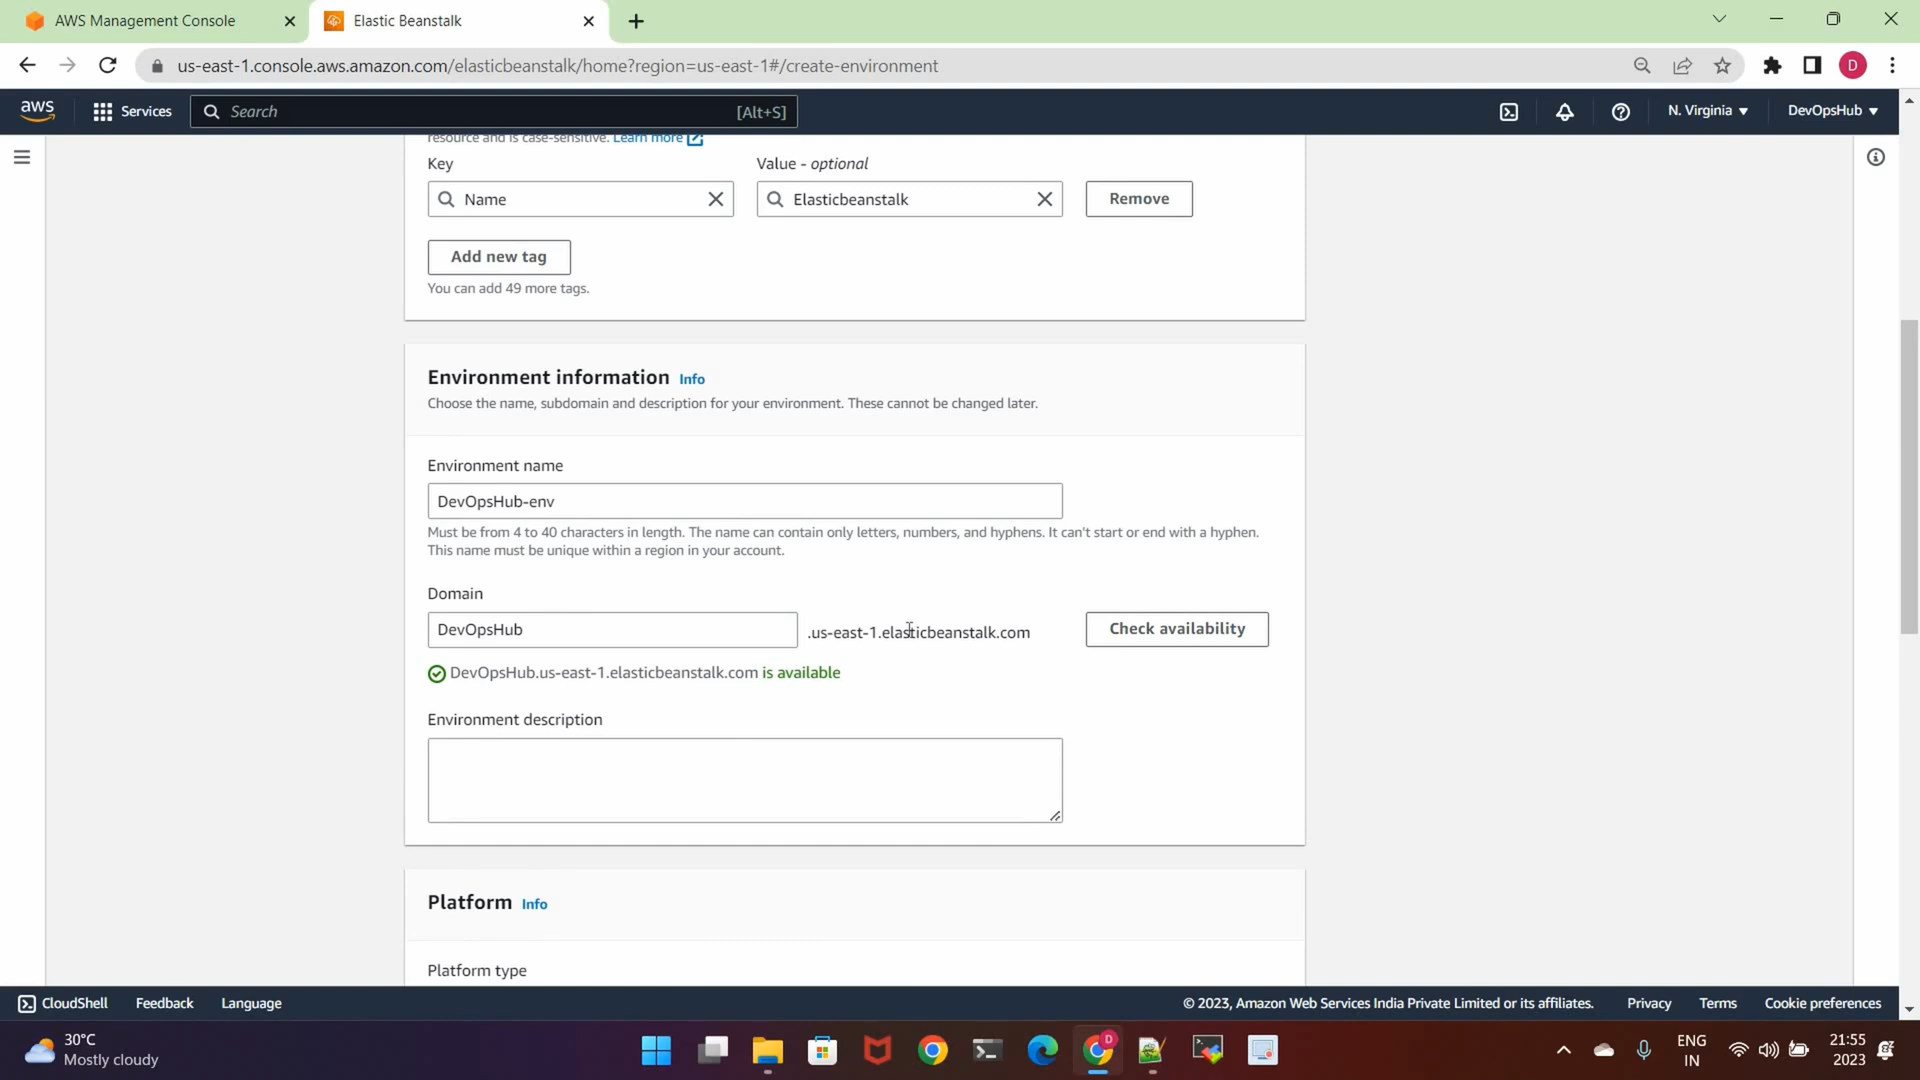 AWS Management Console
Elastic Beanstalk
us-east-1.console.aws.amazon.com/elasticbeanstalk/home?region=us-east-1#/create-environment
D
aws
Services
Search
[Alt+S]
N. Virginia
DevOpsHub
resource and is case-sensitive. Learn more
Key
Value - optional
Name
Elasticbeanstalk
Remove
Add new tag
You can add 49 more tags.
Environment information Info
Choose the name, subdomain and description for your environment. These cannot be changed later.
Environment name
DevOpsHub-env
Must be from 4 to 40 characters in length. The name can contain only letters, numbers, and hyphens. It can't start or end with a hyphen.
This name must be unique within a region in your account.
Domain
DevOpsHub
.us-east-1.elasticbeanstalk.com
Check availability
DevOpsHub.us-east-1.elasticbeanstalk.com is available
Environment description
Platform Info
Platform type
CloudShell
Feedback
Language
© 2023, Amazon Web Services India Private Limited or its affiliates.
Privacy
Terms
Cookie preferences
30°C
Mostly cloudy
D
ENG
IN
21:55
2023